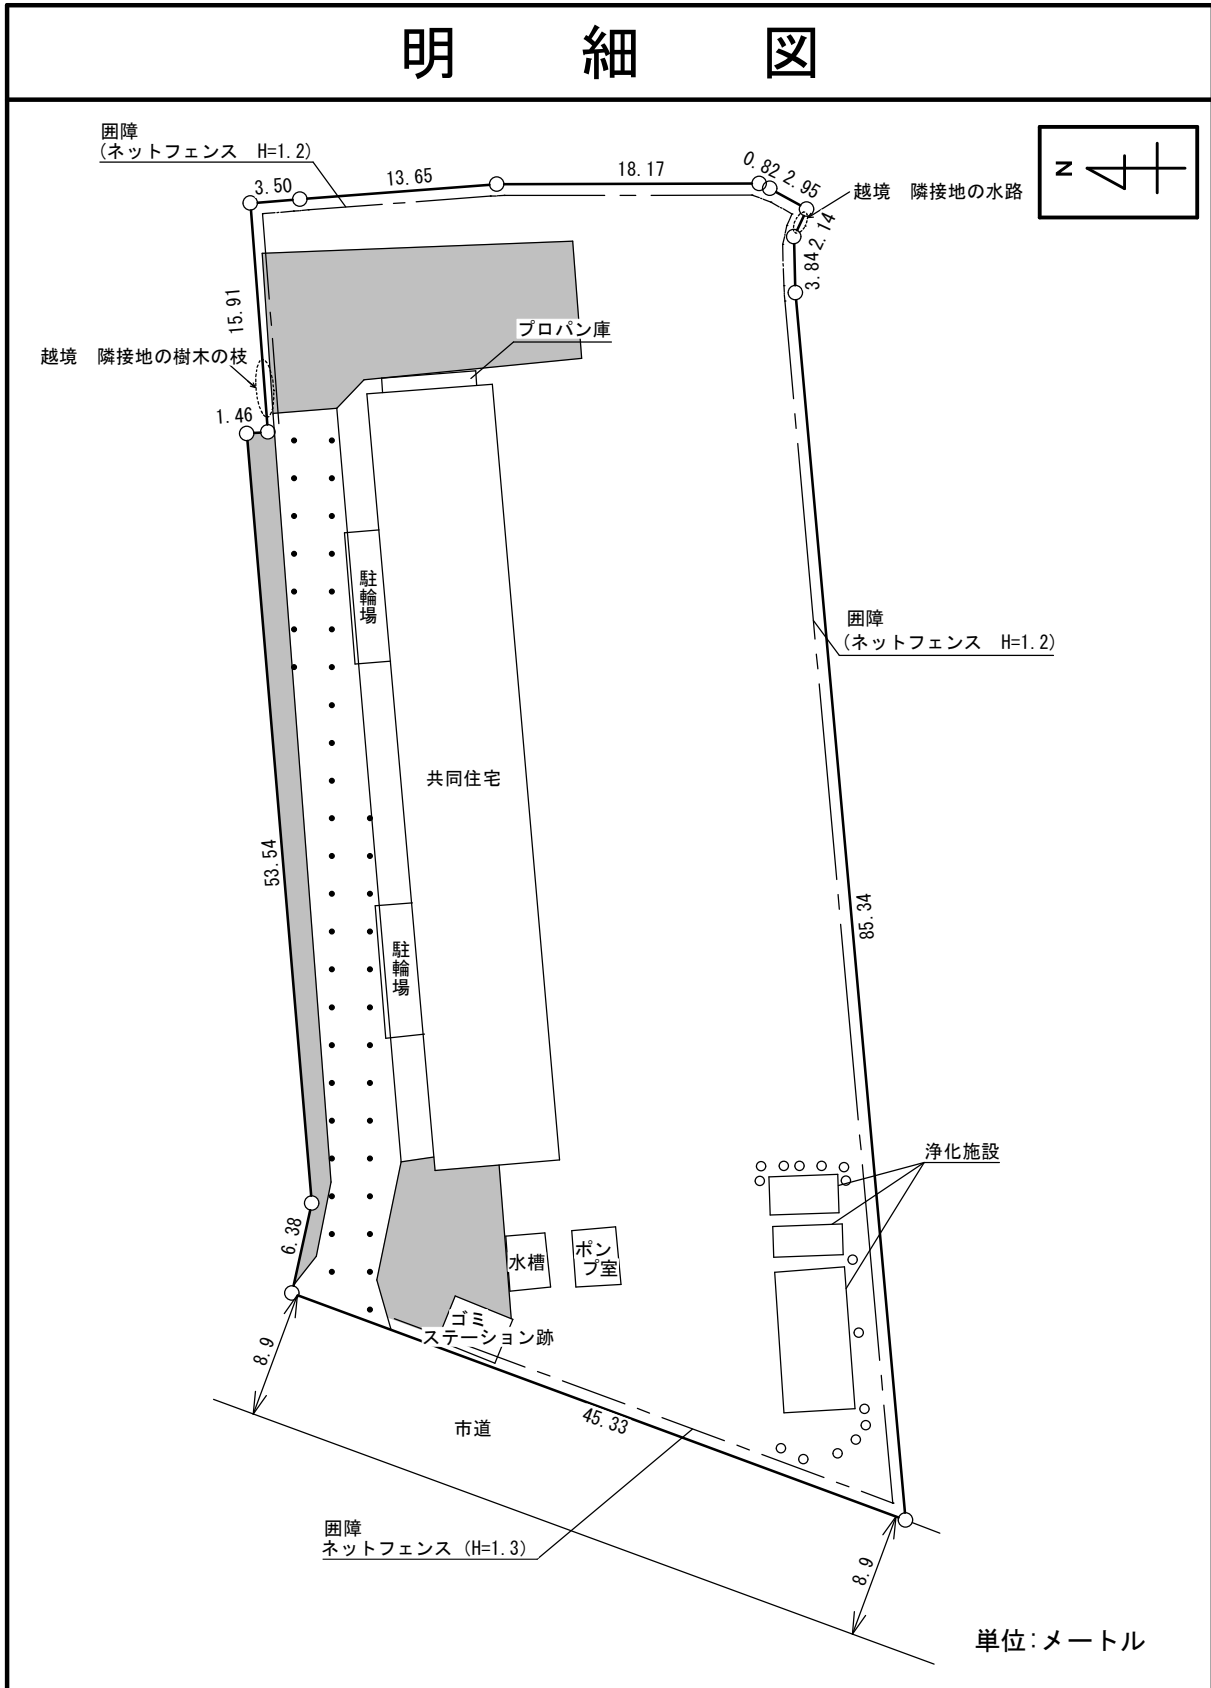 明細図
囲障
(ネットフェンス H=1.2)
N
3.50
13.65
18.17
0.82
2.95
越境 隣接地の水路
2.14
3.84
15.91
プロパン庫
越境 隣接地の樹木の枝
1.46
駐輪場
囲障
(ネットフェンス H=1.2)
共同住宅
53.54
85.34
駐輪場
浄化施設
6.38
水槽
ポン
プ室
ゴミ
ステーション跡
8.9
市道
45.33
囲障
ネットフェンス (H=1.3)
8.9
単位:メートル